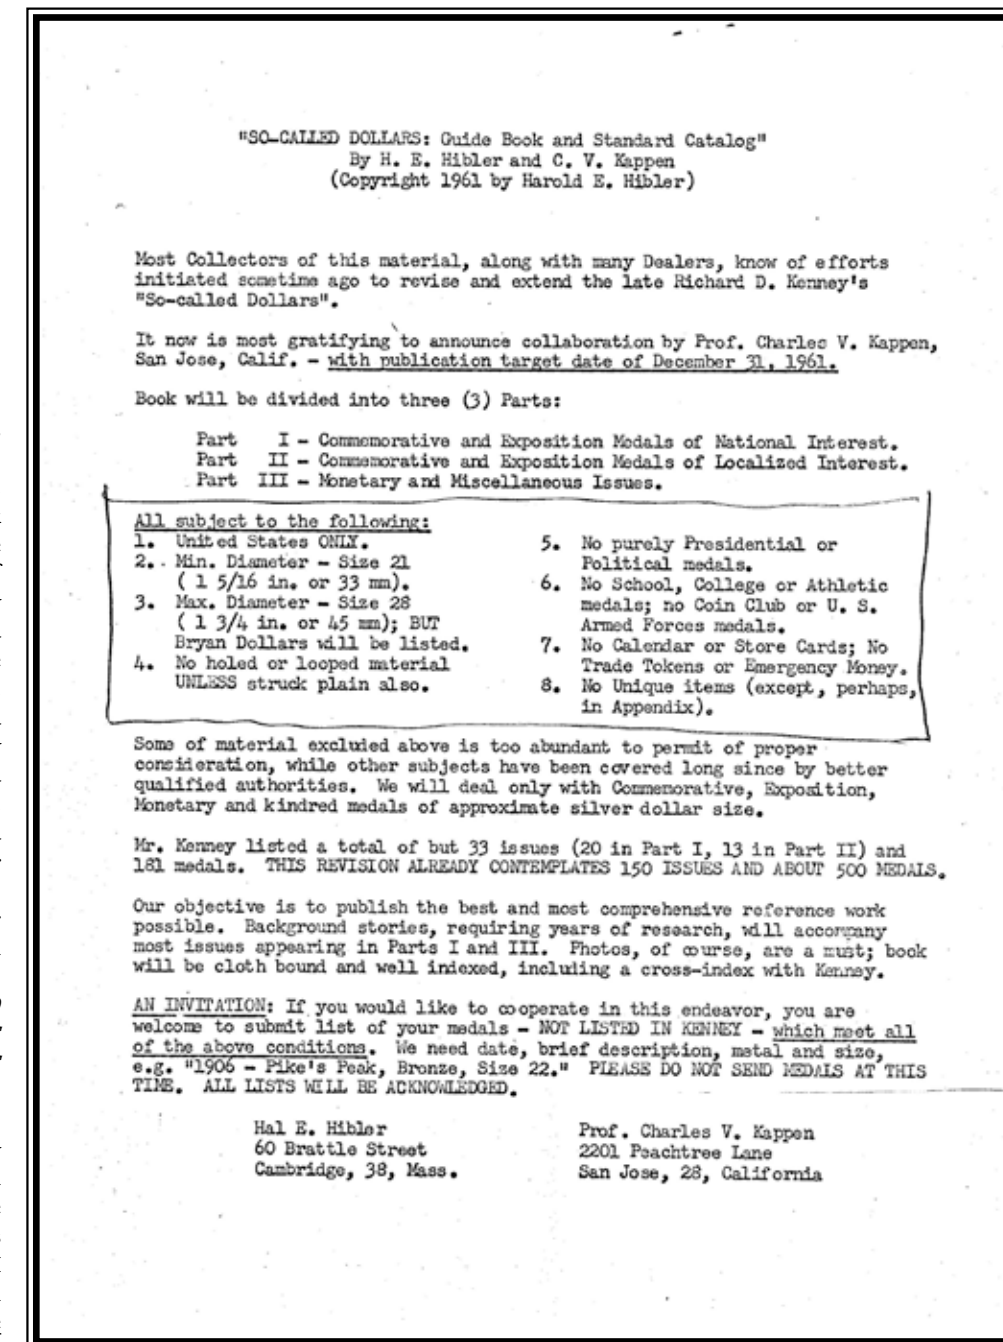 "SO-CALLED DOLLARS: Guide Book and Standard Catalog"
By H. E. Hibler and C. V. Kappen
(Copyright 1961 by Harold E. Hibler)
Most Collectors of this material, along with many Dealers, know of efforts
initiated sometime ago to revise and extend the late Richard D. Kenney's
"So-called Dollars".
It now is most gratifying to announce collaboration by Prof. Charles V. Kappen,
San Jose, Calif. - with publication target date of December 31, 1961.
Book will be divided into three (3) Parts:
Part I - Commemorative and Exposition Medals of National Interest.
Part II - Commemorative and Exposition Medals of Localized Interest.
Part III - Monetary and Miscellaneous Issues.
All subject to the following:
1. United States ONLY.
2. Min. Diameter - Size 21
( 1 5/16 in. or 33 mm).
3. Max. Diameter - Size 28
( 1 3/4 in. or 45 mm); BUT
Bryan Dollars will be listed.
4. No holed or looped material
UNLESS struck plain also.
5. No purely Presidential or
Political medals.
6. No School, College or Athletic
medals; no Coin Club or U. S.
Armed Forces medals.
7. No Calendar or Store Cards; No
Trade Tokens or Emergency Money.
8. No Unique items (except, perhaps,
in Appendix).
Some of material excluded above is too abundant to permit of proper
consideration, while other subjects have been covered long since by better
qualified authorities. We will deal only with Commemorative, Exposition,
Monetary and kindred medals of approximate silver dollar size.
Mr. Kenney listed a total of but 33 issues (20 in Part I, 13 in Part II) and
181 medals. THIS REVISION ALREADY CONTEMPLATES 150 ISSUES AND ABOUT 500 MEDALS.
Our objective is to publish the best and most comprehensive reference work
possible. Background stories, requiring years of research, will accompany
most issues appearing in Parts I and III. Photos, of course, are a must; book
will be cloth bound and well indexed, including a cross-index with Kenney.
AN INVITATION: If you would like to cooperate in this endeavor, you are
welcome to submit list of your medals - NOT LISTED IN KENNEY - which meet all
of the above conditions. We need date, brief description, metal and size,
e.g. "1906 - Pike's Peak, Bronze, Size 22." PLEASE DO NOT SEND MEDALS AT THIS
TIME. ALL LISTS WILL BE ACKNOWLEDGED.
Hal E. Hibler
60 Brattle Street
Cambridge, 38, Mass.
Prof. Charles V. Kappen
2201 Peachtree Lane
San Jose, 28, California